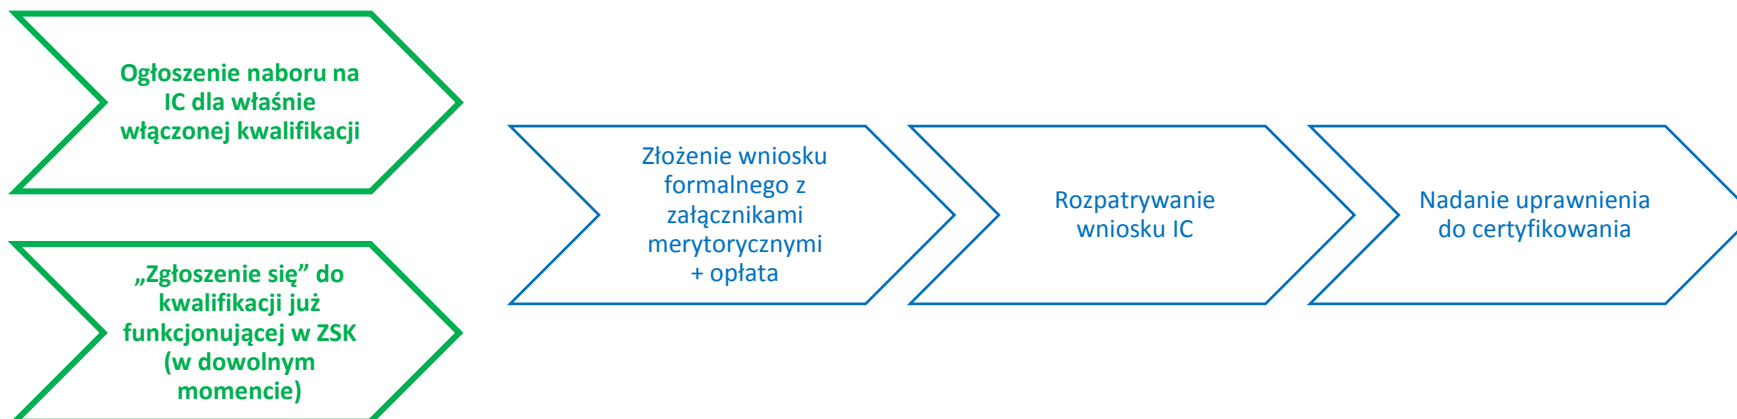 Ogłoszenie naboru na
IC dla właśnie
włączonej kwalifikacji
„Zgłoszenie się” do
kwalifikacji już
funkcjonującej w ZSK
(w dowolnym
momencie)
Złożenie wniosku
formalnego z
załącznikami
merytorycznymi
+ opłata
Rozpatrywanie
wniosku IC
Nadanie uprawnienia
do certyfikowania